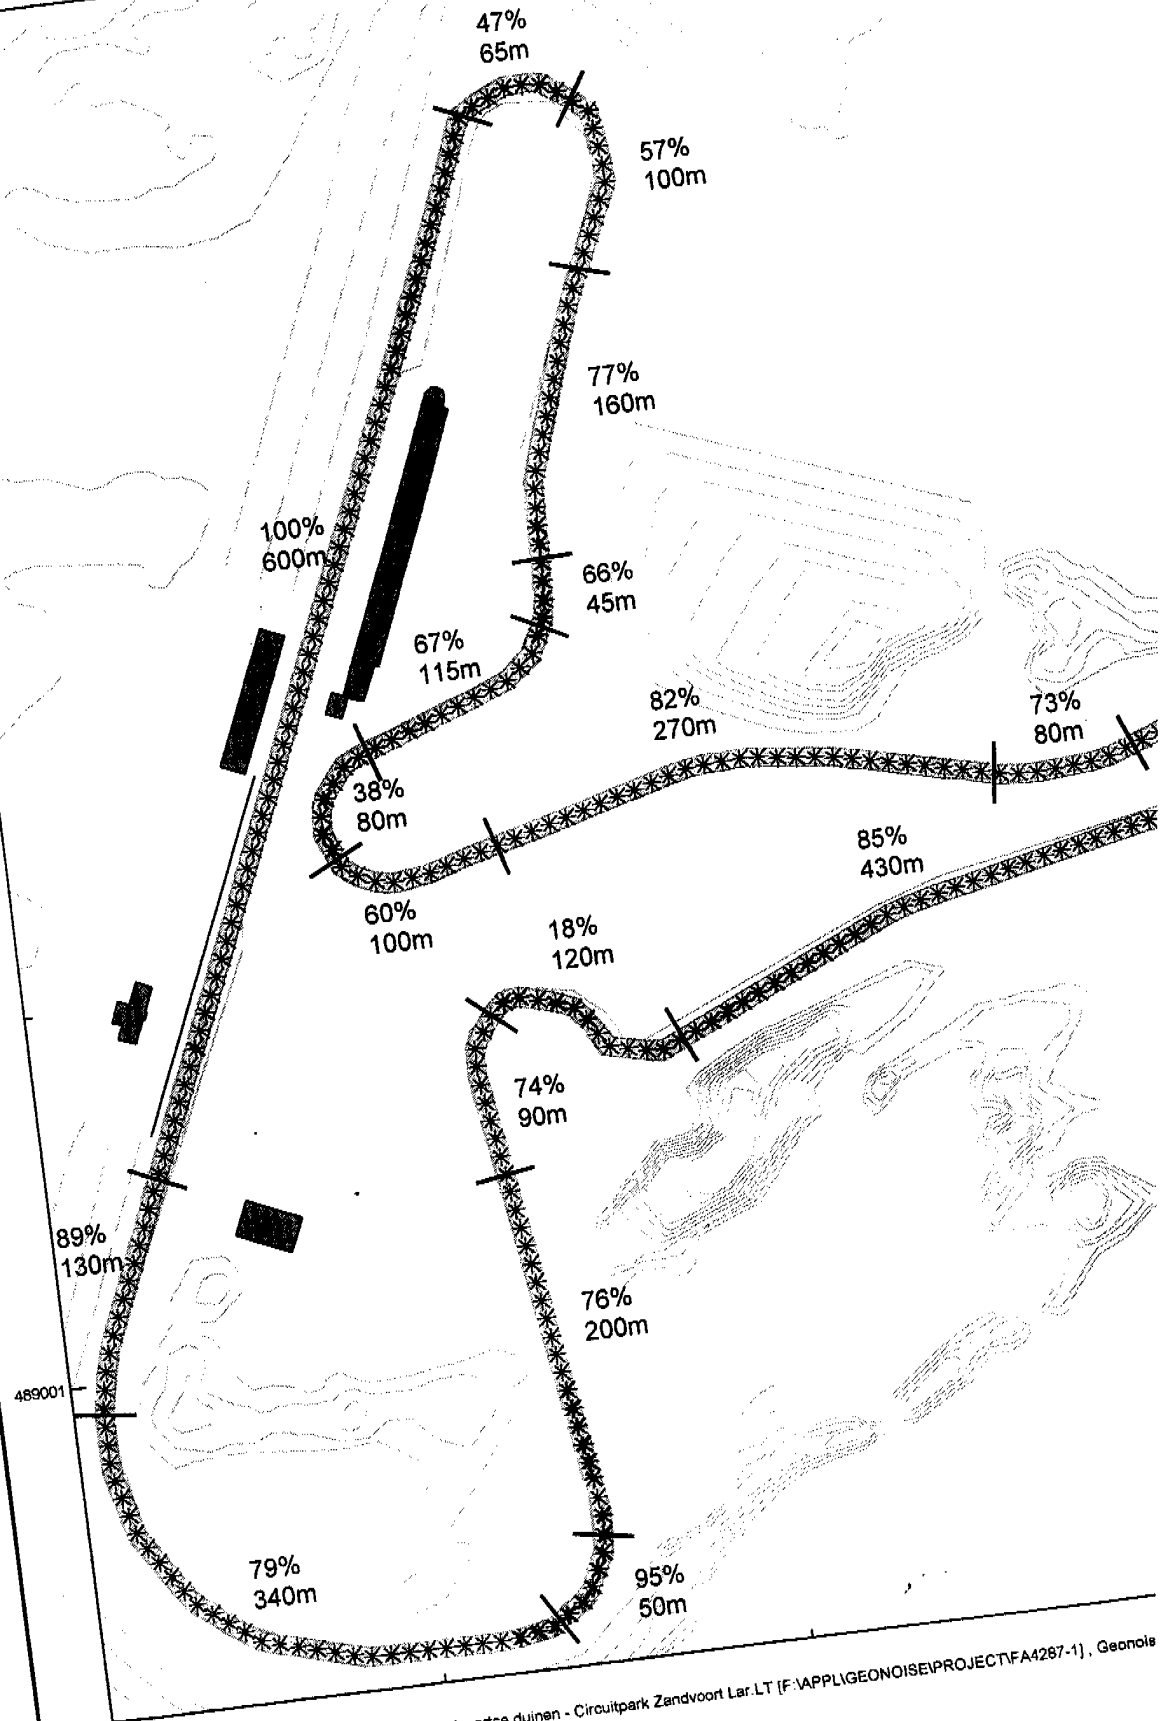 47%
65m
57%
100m
77%
160m
100%
600m
66%
45m
67%
115m
82%
270m
73%
80m
38%
80m
85%
430m
60%
100m
18%
120m
74%
90m
89%
130m
76%
200m
489001
79%
340m
95%
50m
duinen - Circuitpark Zandvoort Lar.LT [F:\APPL\GEONOISE\PROJECT\FA4287-1] , Geonois